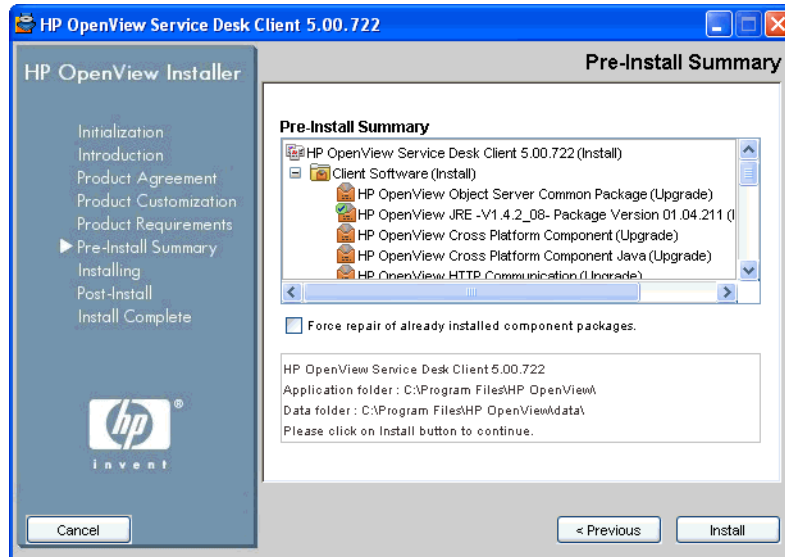 HP OpenView Service Desk Client 5.00.722
HP OpenView Installer
Initialization
Introduction
Product Agreement
Product Customization
Product Requirements
Pre-Install Summary
Installing
Post-Install
Install Complete
hp
®
invent
Cancel
Pre-Install Summary
Pre-Install Summary
HP OpenView Service Desk Client 5.00.722 (Install)
Client Software (Install)
HP OpenView Object Server Common Package (Upgrade)
HP OpenView JRE -V1.4.2_08- Package Version 01.04.211 (I
HP OpenView Cross Platform Component (Upgrade)
HP OpenView Cross Platform Component Java (Upgrade)
HP OpenView HTTP Communication (Upgrade)
Force repair of already installed component packages.
HP OpenView Service Desk Client 5.00.722
Application folder : C:\Program Files\HP OpenView\
Data folder : C:\Program Files\HP OpenView\data\
Please click on Install button to continue.
< Previous
Install